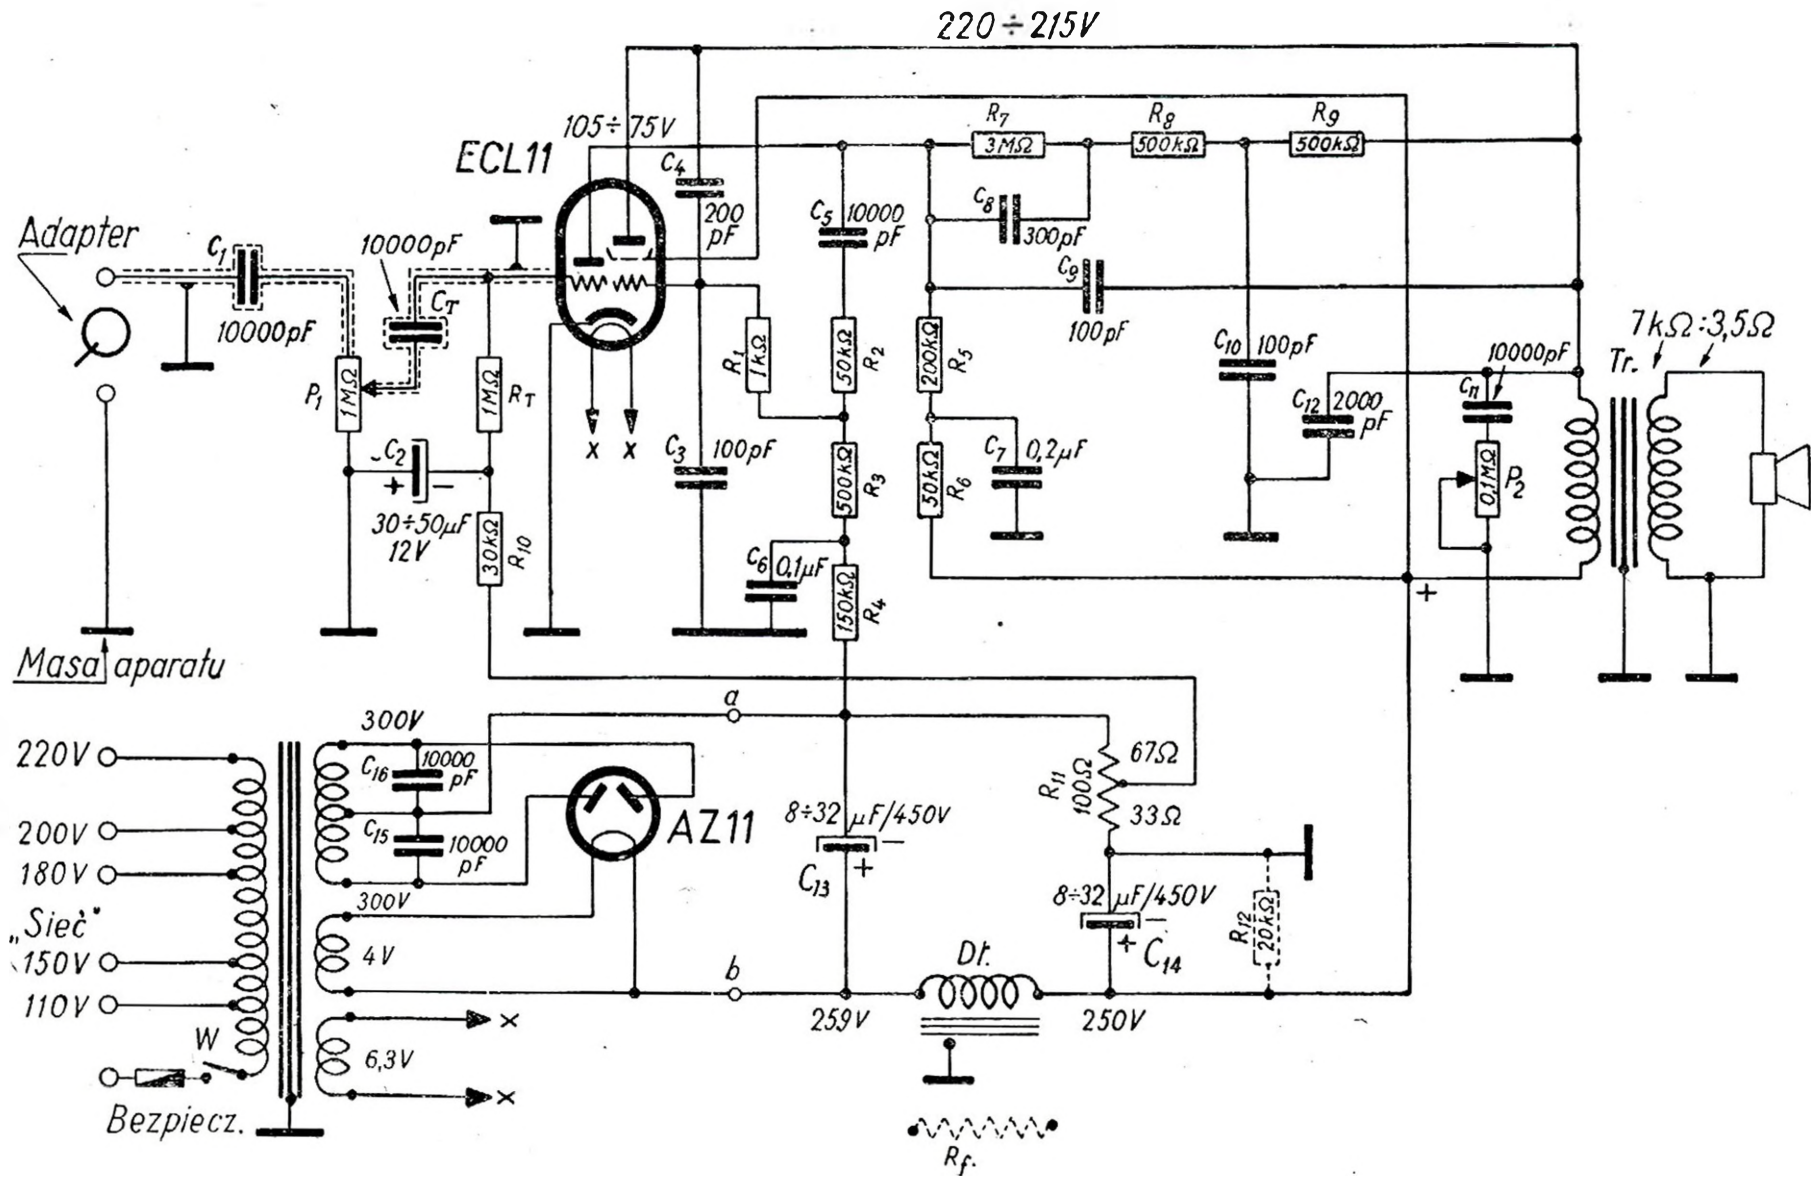 220÷215V
105÷75V
ECL11
Adapter
C1
10000pF
10000pF
CT
P1
1MΩ
1MΩ
RT
C2
+ −
30÷50μF
12V
30kΩ
R10
x x
C4
200
pF
R1
1kΩ
C3
100pF
C5
10000
pF
50kΩ
R2
500kΩ
R3
C6
0,1μF
150kΩ
R4
R7
3MΩ
R8
500kΩ
R9
500kΩ
C8
300pF
C9
100pF
200kΩ
R5
50kΩ
R6
C7
0,2μF
C10
100pF
C12
2000
pF
C11
10000pF
0,1MΩ
P2
+
Tr.
7kΩ:3,5Ω
Masa aparatu
220V
200V
180V
„Sieć"
150V
110V
W
Bezpiecz.
300V
C16
10000
pF
C15
10000
pF
300V
4V
6,3V
x
x
AZ11
a
b
8÷32 μF/450V
−
+
C13
259V
R11
100Ω
67Ω
33Ω
8÷32 μF/450V
−
+
C14
R12
20kΩ
Dł.
250V
Rf.